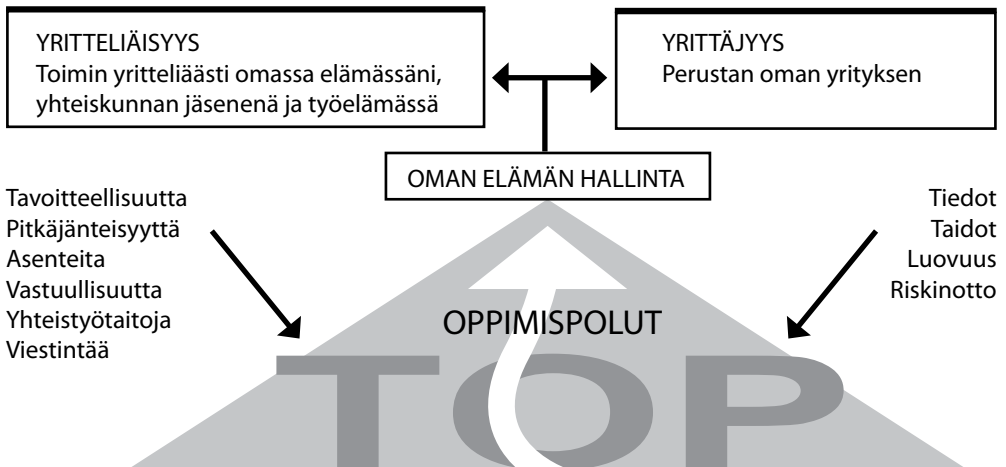 YRITTELIÄISYYS
Toimin yritteliäästi omassa elämässäni,
yhteiskunnan jäsenenä ja työelämässä
YRITTÄJYYS
Perustan oman yrityksen
OMAN ELÄMÄN HALLINTA
Tavoitteellisuutta
Pitkäjänteisyyttä
Asenteita
Vastuullisuutta
Yhteistyötaitoja
Viestintää
Tiedot
Taidot
Luovuus
Riskinotto
OPPIMISPOLUT
TOP